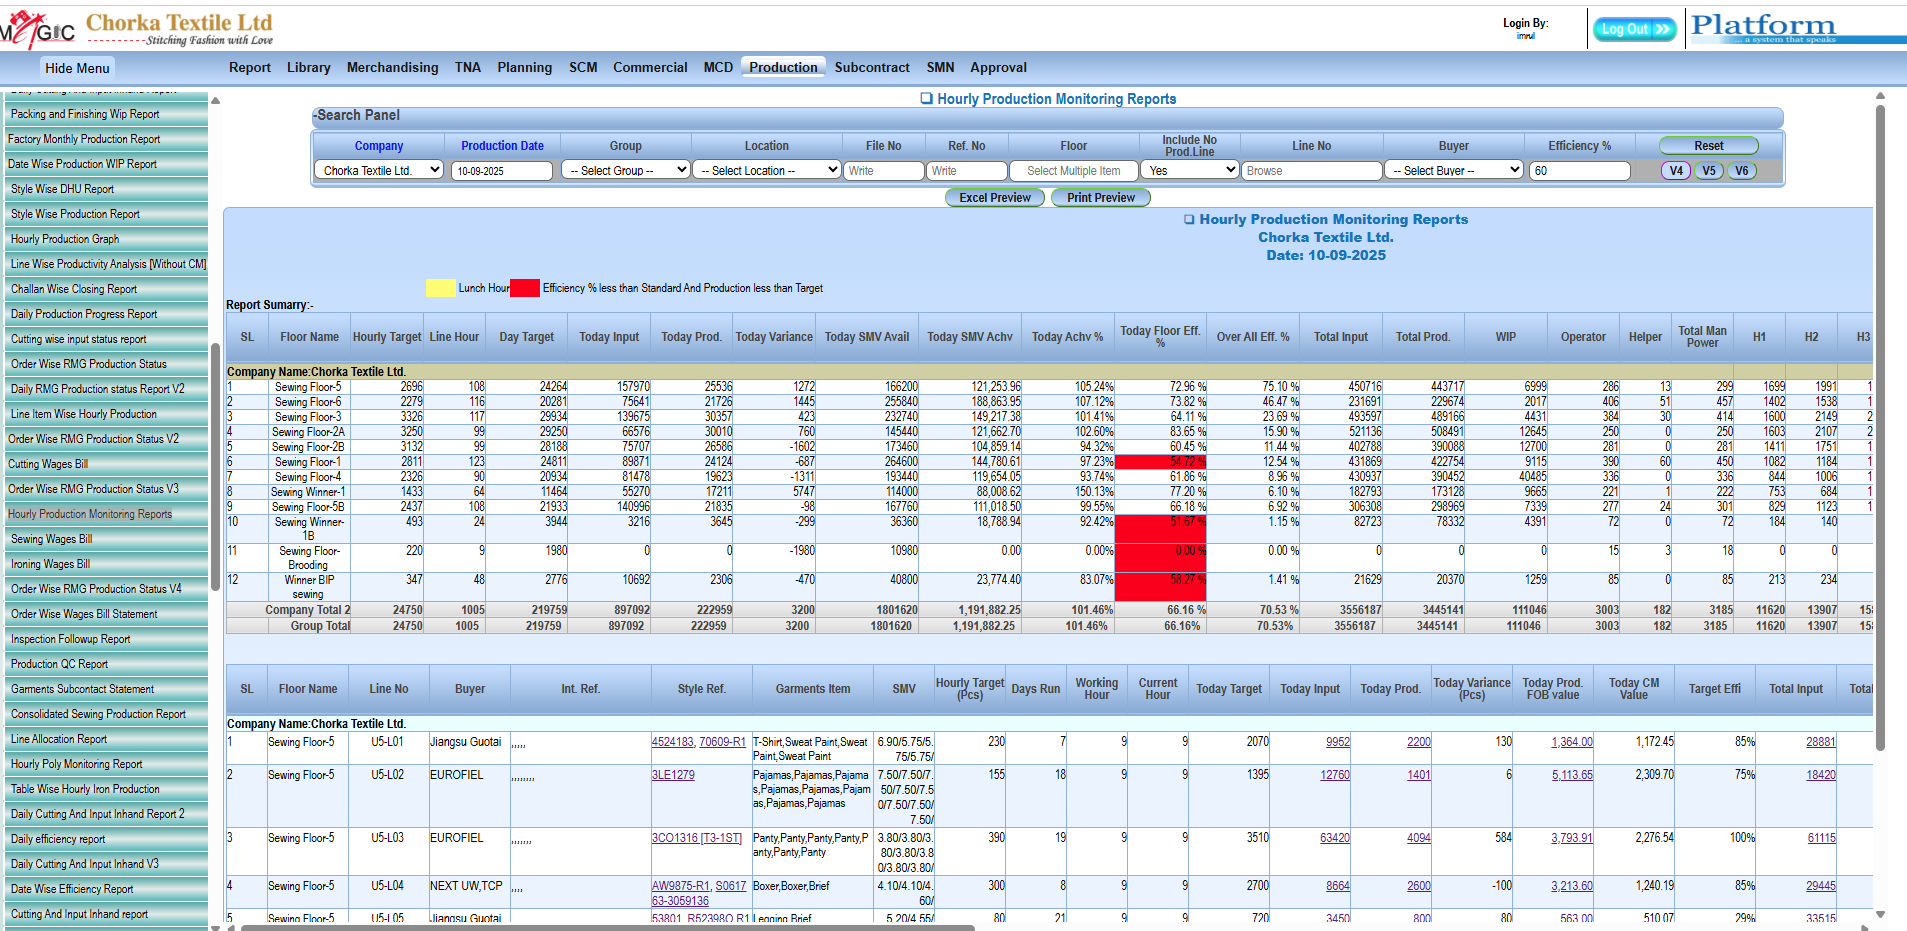 MAGIC
Chorka Textile Ltd
Stitching Fashion with Love
Login By:
imrul
Log Out
Platform
... a system that speaks
Hide Menu
Report Library Merchandising TNA Planning SCM Commercial MCD Production Subcontract SMN Approval
Daily Cutting And Input Inhand Report
Packing and Finishing Wip Report
Factory Monthly Production Report
Date Wise Production WIP Report
Style Wise DHU Report
Style Wise Production Report
Hourly Production Graph
Line Wise Productivity Analysis [Without CM]
Challan Wise Closing Report
Daily Production Progress Report
Cutting wise input status report
Order Wise RMG Production Status
Daily RMG Production status Report V2
Line Item Wise Hourly Production
Order Wise RMG Production Status V2
Cutting Wages Bill
Order Wise RMG Production Status V3
Hourly Production Monitoring Reports
Sewing Wages Bill
Ironing Wages Bill
Order Wise RMG Production Status V4
Order Wise Wages Bill Statement
Inspection Followup Report
Production QC Report
Garments Subcontact Statement
Consolidated Sewing Production Report
Line Allocation Report
Hourly Poly Monitoring Report
Table Wise Hourly Iron Production
Daily Cutting And Input Inhand Report 2
Daily efficiency report
Daily Cutting And Input Inhand V3
Date Wise Efficiency Report
Cutting And Input Inhand report
❏ Hourly Production Monitoring Reports
-Search Panel
Company Production Date Group Location File No Ref. No Floor Include No Prod.Line Line No Buyer Efficiency % Reset
Chorka Textile Ltd. 10-09-2025 -- Select Group -- -- Select Location -- Write Write Select Multiple Item Yes Browse -- Select Buyer -- 60 V4 V5 V6
Excel Preview Print Preview
❏ Hourly Production Monitoring Reports
Chorka Textile Ltd.
Date: 10-09-2025
Lunch Hour Efficiency % less than Standard And Production less than Target
Report Sumarry:-
SL Floor Name Hourly Target Line Hour Day Target Today Input Today Prod. Today Variance Today SMV Avail Today SMV Achv Today Achv % Today Floor Eff. % Over All Eff. % Total Input Total Prod. WIP Operator Helper Total Man Power H1 H2 H3
Company Name:Chorka Textile Ltd.
1 Sewing Floor-5 2696 108 24264 157970 25536 1272 166200 121,253.96 105.24% 72.96 % 75.10 % 450716 443717 6999 286 13 299 1699 1991 1
2 Sewing Floor-6 2279 116 20281 75641 21726 1445 255840 188,863.95 107.12% 73.82 % 46.47 % 231691 229674 2017 406 51 457 1402 1538 1
3 Sewing Floor-3 3326 117 29934 139675 30357 423 232740 149,217.38 101.41% 64.11 % 23.69 % 493597 489166 4431 384 30 414 1600 2149 2
4 Sewing Floor-2A 3250 99 29250 66576 30010 760 145440 121,662.70 102.60% 83.65 % 15.90 % 521136 508491 12645 250 0 250 1603 2107 2
5 Sewing Floor-2B 3132 99 28188 75707 26586 -1602 173460 104,859.14 94.32% 60.45 % 11.44 % 402788 390088 12700 281 0 281 1411 1751 1
6 Sewing Floor-1 2811 123 24811 89871 24124 -687 264600 144,780.61 97.23% 54.72 % 12.54 % 431869 422754 9115 390 60 450 1082 1184 1
7 Sewing Floor-4 2326 90 20934 81478 19623 -1311 193440 119,654.05 93.74% 61.86 % 8.96 % 430937 390452 40485 336 0 336 844 1006 1
8 Sewing Winner-1 1433 64 11464 55270 17211 5747 114000 88,008.62 150.13% 77.20 % 6.10 % 182793 173128 9665 221 1 222 753 684 1
9 Sewing Floor-5B 2437 108 21933 140996 21835 -98 167760 111,018.50 99.55% 66.18 % 6.92 % 306308 298969 7339 277 24 301 829 1123 1
10 Sewing Winner-1B 493 24 3944 3216 3645 -299 36360 18,788.94 92.42% 51.67 % 1.15 % 82723 78332 4391 72 0 72 184 140
11 Sewing Floor-Brooding 220 9 1980 0 0 -1980 10980 0.00 0.00% 0.00 % 0.00 % 0 0 0 15 3 18 0 0
12 Winner BIP sewing 347 48 2776 10692 2306 -470 40800 23,774.40 83.07% 58.27 % 1.41 % 21629 20370 1259 85 0 85 213 234
Company Total 2 24750 1005 219759 897092 222959 3200 1801620 1,191,882.25 101.46% 66.16 % 70.53 % 3556187 3445141 111046 3003 182 3185 11620 13907 15
Group Total 24750 1005 219759 897092 222959 3200 1801620 1,191,882.25 101.46% 66.16% 70.53% 3556187 3445141 111046 3003 182 3185 11620 13907 15
SL Floor Name Line No Buyer Int. Ref. Style Ref. Garments Item SMV Hourly Target (Pcs) Days Run Working Hour Current Hour Today Target Today Input Today Prod. Today Variance (Pcs) Today Prod. FOB value Today CM Value Target Effi Total Input Total
Company Name:Chorka Textile Ltd.
1 Sewing Floor-5 U5-L01 Jiangsu Guotai ,,,,, 4524183, 70609-R1 T-Shirt,Sweat Paint,Sweat 6.90/5.75/5. 230 7 9 9 2070 9952 2200 130 1,364.00 1,172.45 85% 28881
Paint,Sweat Paint 75/5.75/
2 Sewing Floor-5 U5-L02 EUROFIEL ,,,,,,,, 3LE1279 Pajamas,Pajamas,Pajama 7.50/7.50/7. 155 18 9 9 1395 12760 1401 6 5,113.65 2,309.70 75% 18420
s,Pajamas,Pajamas,Pajam 50/7.50/7.5
as,Pajamas,Pajamas 0/7.50/7.50/
7.50/
3 Sewing Floor-5 U5-L03 EUROFIEL ,,,,,,, 3CO1316 [T3-1ST] Panty,Panty,Panty,Panty,P 3.80/3.80/3. 390 19 9 9 3510 63420 4094 584 3,793.91 2,276.54 100% 61115
anty,Panty,Panty 80/3.80/3.8
0/3.80/3.80/
4 Sewing Floor-5 U5-L04 NEXT UW,TCP ,,,, AW9875-R1, S0617 Boxer,Boxer,Brief 4.10/4.10/4. 300 8 9 9 2700 8664 2600 -100 3,213.60 1,240.19 85% 29445
63-3059136 60/
5 Sewing Floor-5 U5-L05 Jiangsu Guotai 53801, R52398O R1 Legging Brief 5.20/4.55/ 80 21 9 9 720 3450 800 80 563.00 510.07 29% 33515